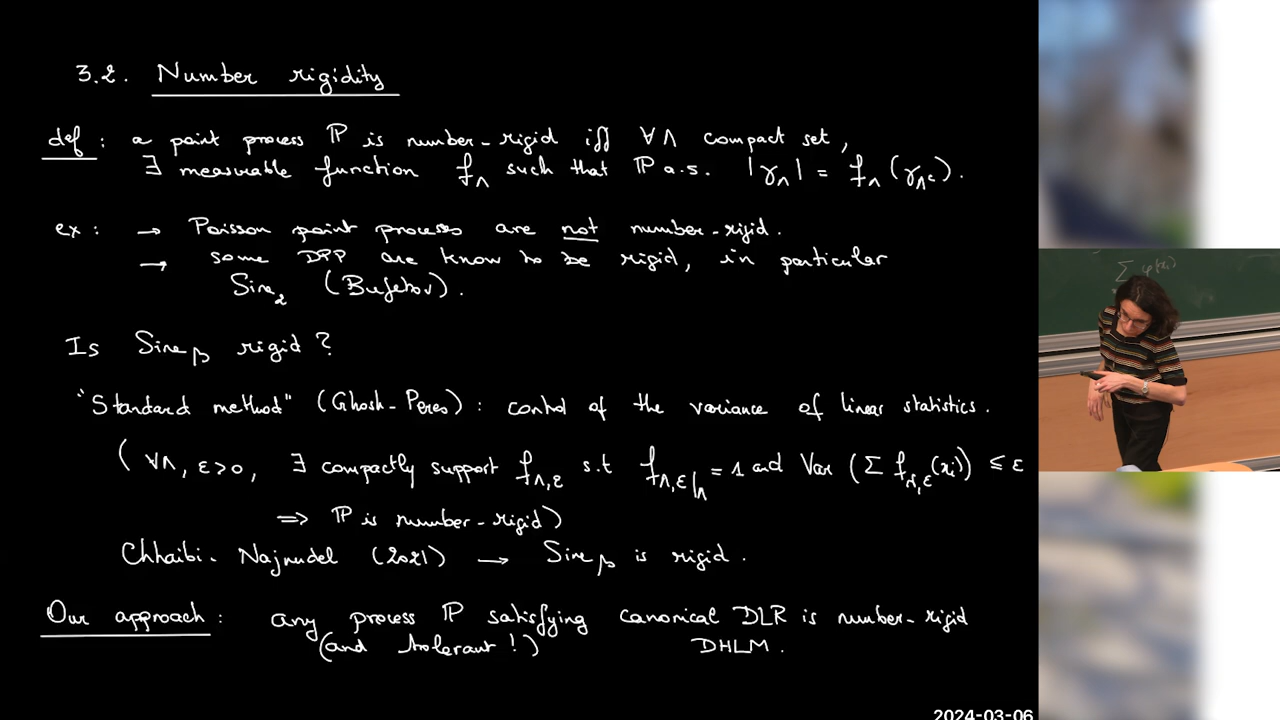 3.2. Number rigidity
def : a point process ℙ is number-rigid iff ∀Λ compact set,
∃ measurable function f_Λ such that ℙ a.s. |γ_Λ| = f_Λ(γ_Λᶜ).
ex : → Poisson point process are not number-rigid.
→ some DPP are know to be rigid, in particular
Sine₂ (Bufetov).
Is Sine_β rigid?
"Standard method" (Ghosh-Peres) : control of the variance of linear statistics.
(∀Λ, ε>0, ∃ compactly support f_Λ,ε s.t f_Λ,ε|_Λ = 1 and Var (Σ f_Λ,ε(xᵢ)) ≤ ε
⇒ ℙ is number-rigid)
Chhaibi - Najnudel (2021) → Sine_β is rigid.
Our approach : any process ℙ satisfying canonical DLR is number-rigid
(and tolerant !) DHLM.
Σ φ(xᵢ)
2024-03-06